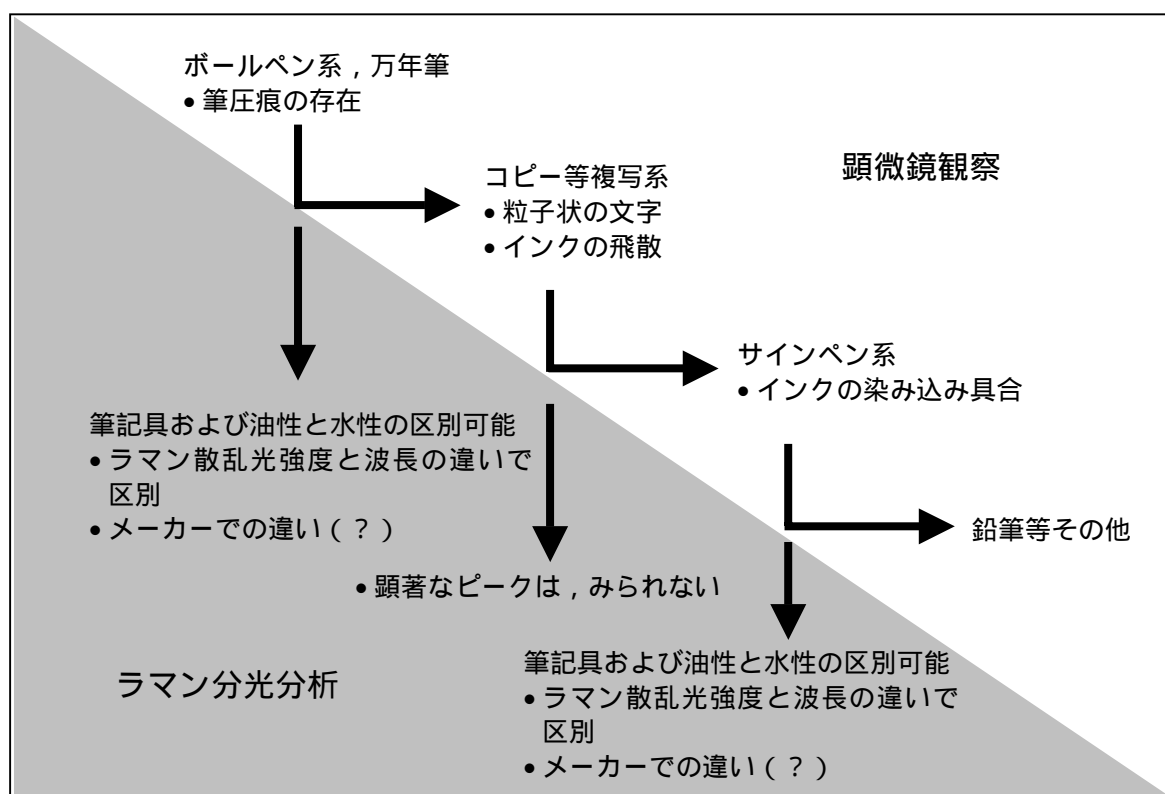 ボールペン系，万年筆
• 筆圧痕の存在
顕微鏡観察
コピー等複写系
• 粒子状の文字
• インクの飛散
サインペン系
• インクの染み込み具合
筆記具および油性と水性の区別可能
• ラマン散乱光強度と波長の違いで
区別
• メーカーでの違い（？）
鉛筆等その他
• 顕著なピークは，みられない
ラマン分光分析
筆記具および油性と水性の区別可能
• ラマン散乱光強度と波長の違いで
区別
• メーカーでの違い（？）